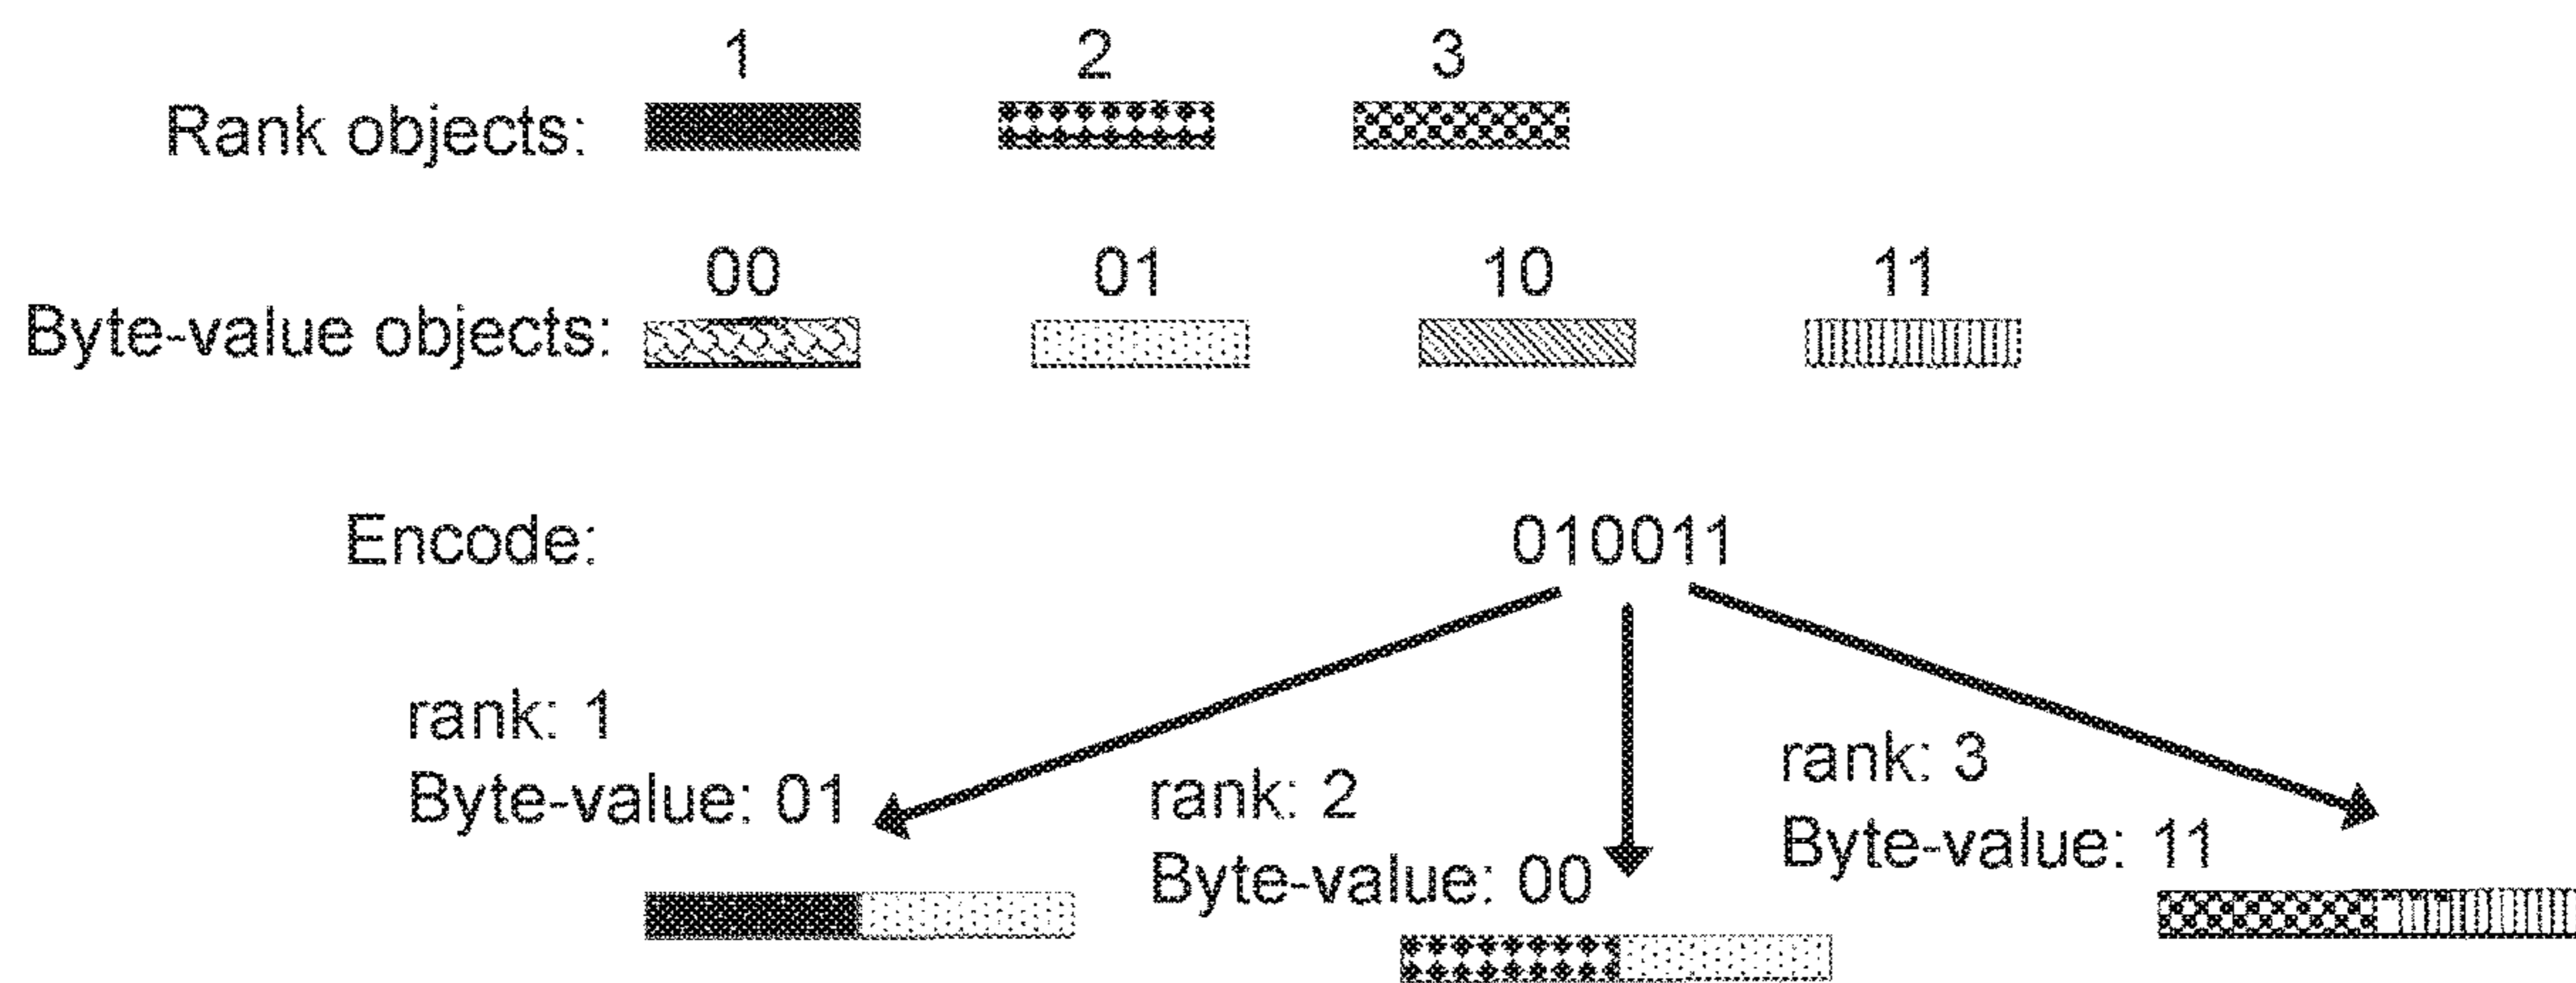 1 2 3
Rank objects:
00 01 10 11
Byte-value objects:
Encode: 010011
rank: 1
Byte-value: 01
rank: 2
Byte-value: 00
rank: 3
Byte-value: 11